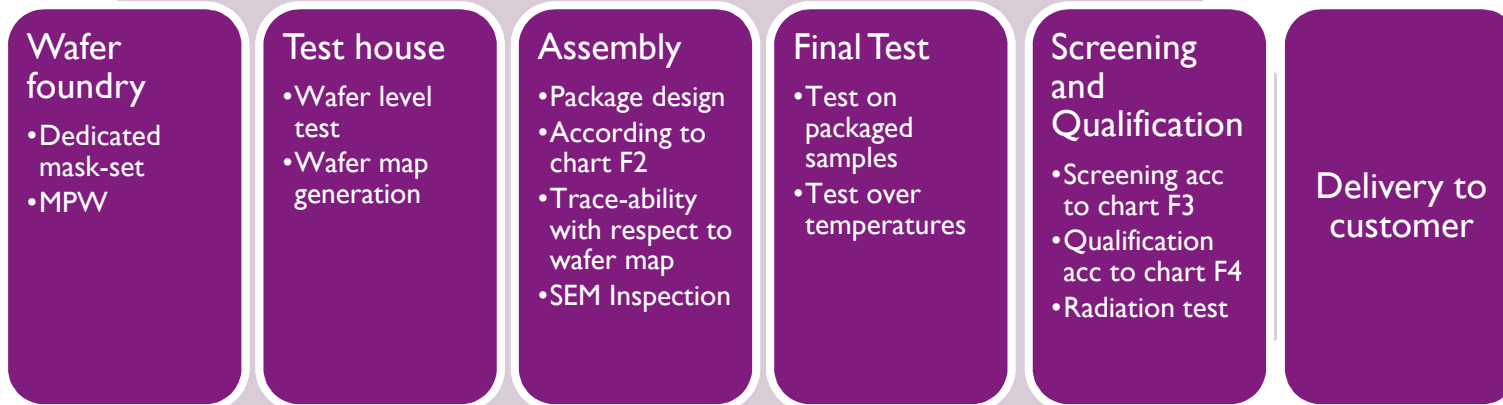 Wafer
foundry
•Dedicated
mask-set
•MPW
Test house
•Wafer level
test
•Wafer map
generation
Assembly
•Package design
•According to
chart F2
•Trace-ability
with respect to
wafer map
•SEM Inspection
Final Test
•Test on
packaged
samples
•Test over
temperatures
Screening
and
Qualification
•Screening acc
to chart F3
•Qualification
acc to chart F4
•Radiation test
Delivery to
customer